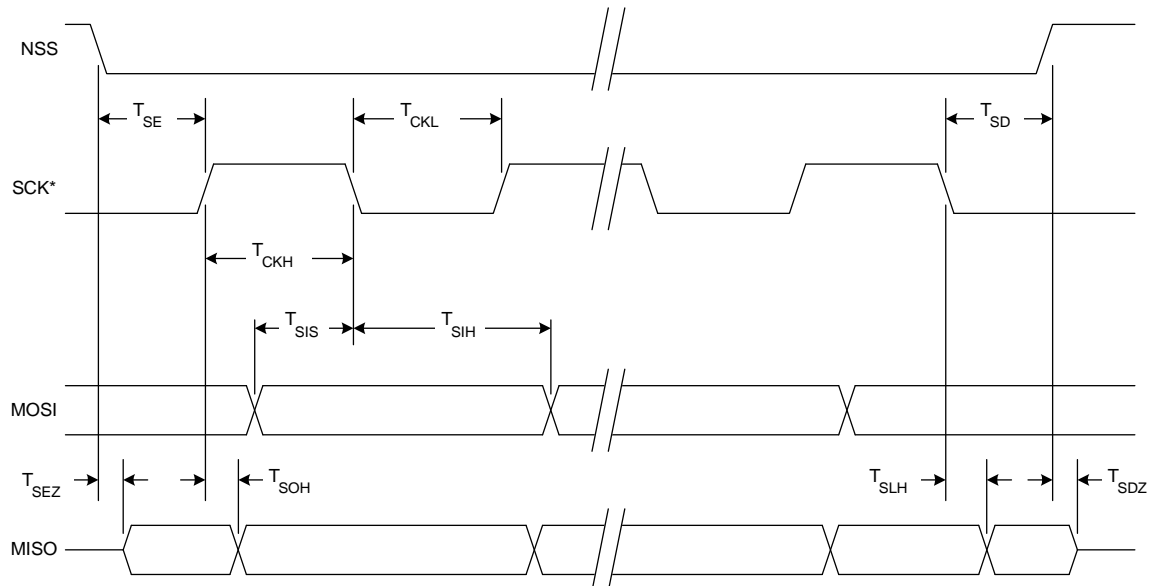 NSS
T_SE
T_CKL
T_SD
SCK*
T_CKH
T_SIS
T_SIH
MOSI
T_SEZ
T_SOH
T_SLH
T_SDZ
MISO